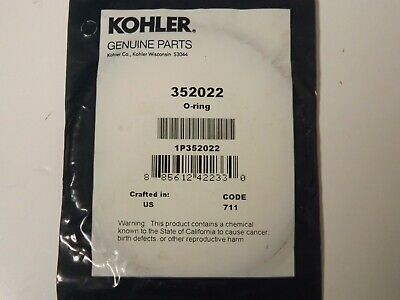 KOHLER®
GENUINE PARTS
Kohler Co., Kohler Wisconsin 53044
352022
O-ring
1P352022
8 85612 42233 0
Crafted in: CODE
US 711
Warning: This product contains a chemical
known to the State of California to cause cancer,
birth defects, or other reproductive harm